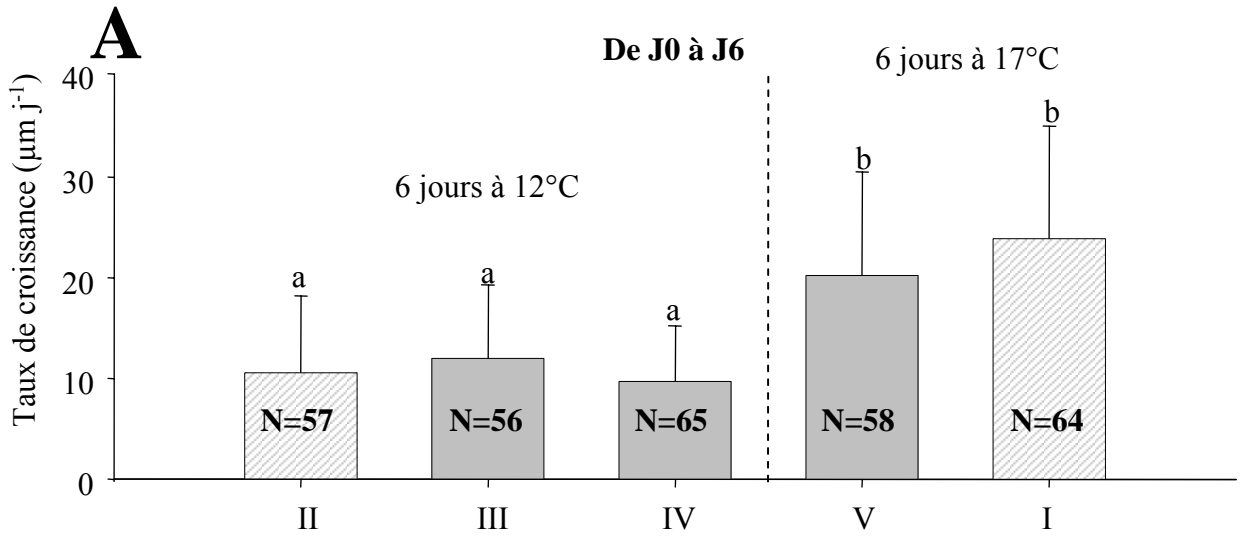 A
De J0 à J6
6 jours à 17°C
Taux de croissance (µm j-1)
40
30
20
10
0
6 jours à 12°C
a
a
a
b
b
N=57
N=56
N=65
N=58
N=64
II
III
IV
V
I